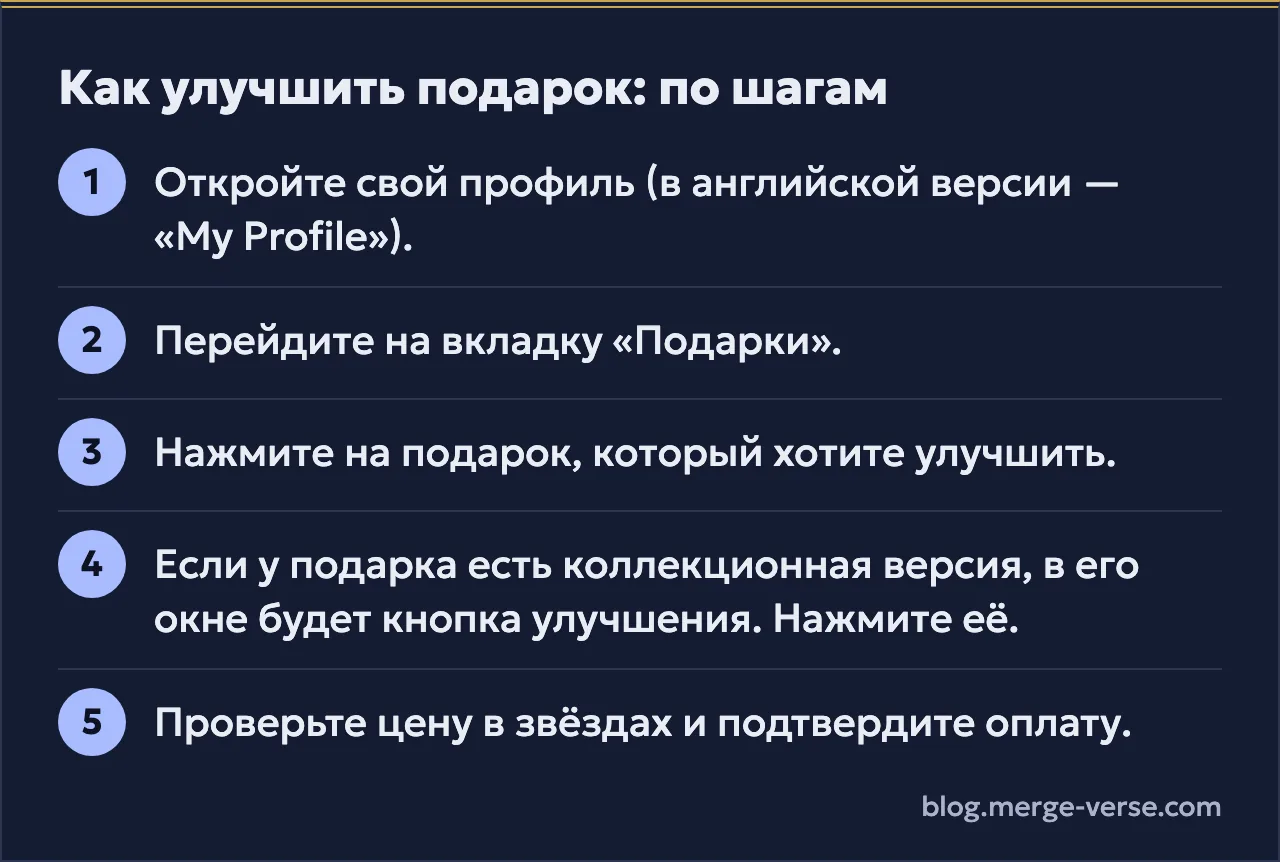 Как улучшить подарок: по шагам
1 Откройте свой профиль (в английской версии —
«My Profile»).
2 Перейдите на вкладку «Подарки».
3 Нажмите на подарок, который хотите улучшить.
4 Если у подарка есть коллекционная версия, в его
окне будет кнопка улучшения. Нажмите её.
5 Проверьте цену в звёздах и подтвердите оплату.
blog.merge-verse.com